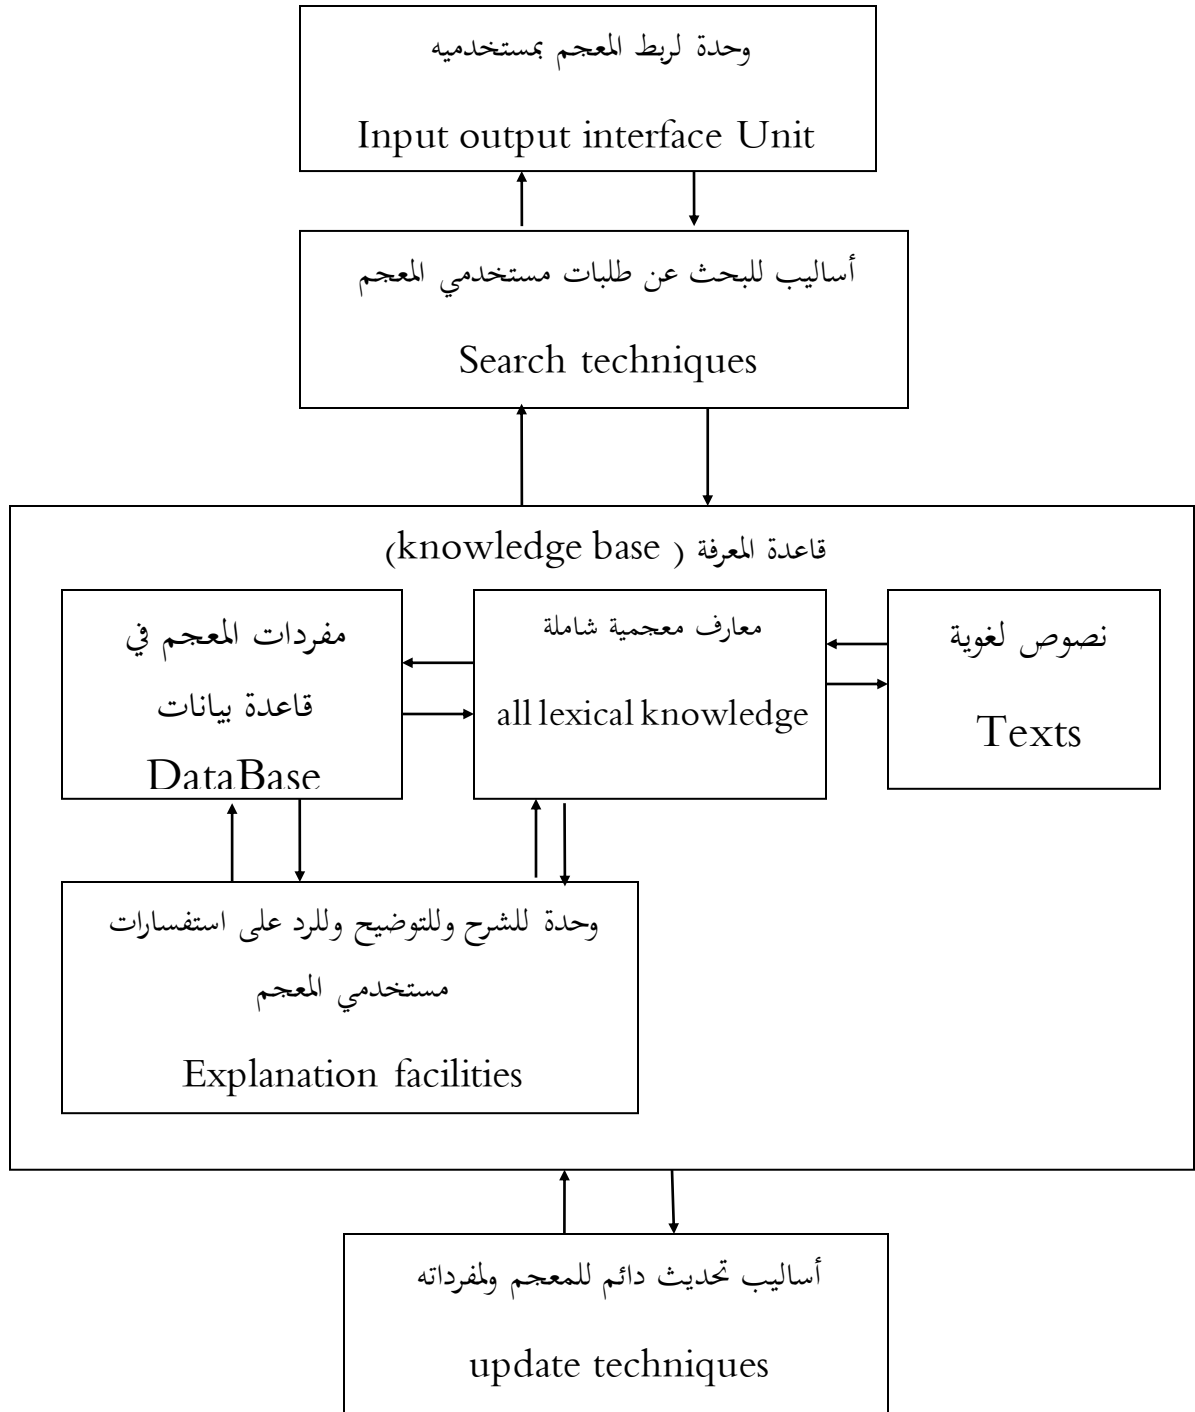 وحدة لربط المعجم بمستخدميه
Input output interface Unit
أساليب للبحث عن طلبات مستخدمي المعجم
Search techniques
قاعدة المعرفة ( knowledge base)
نصوص لغوية
Texts
معارف معجمية شاملة
all lexical knowledge
مفردات المعجم في
قاعدة بيانات
DataBase
وحدة للشرح وللتوضيح وللرد على استفسارات
مستخدمي المعجم
Explanation facilities
أساليب تحديث دائم للمعجم ولمفرداته
update techniques